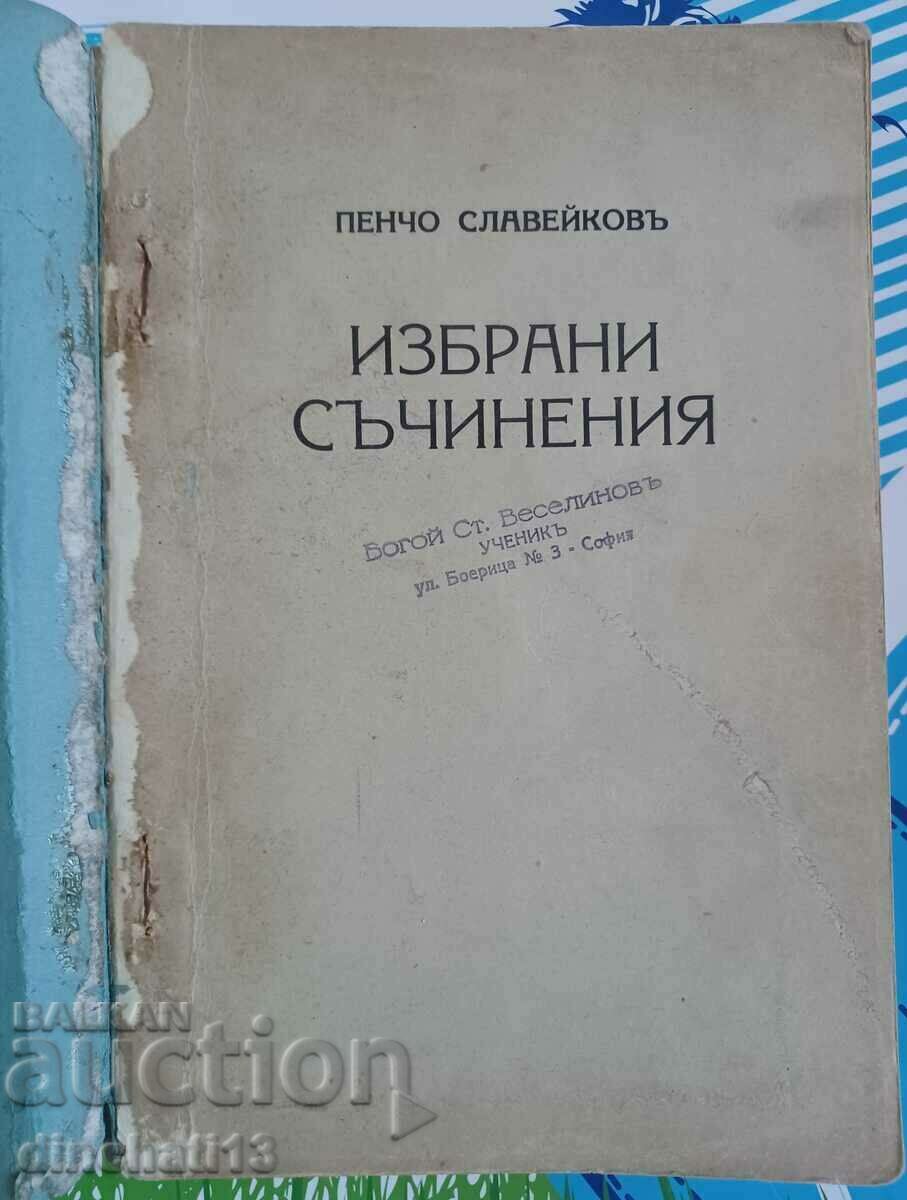 ПЕНЧО СЛАВЕЙКОВЪ
ИЗБРАНИ
СЪЧИНЕНИЯ
Богой Ст. Веселиновъ
УЧЕНИКЪ
ул. Боерица № 3 - София
BALKAN
auction
dinchati13